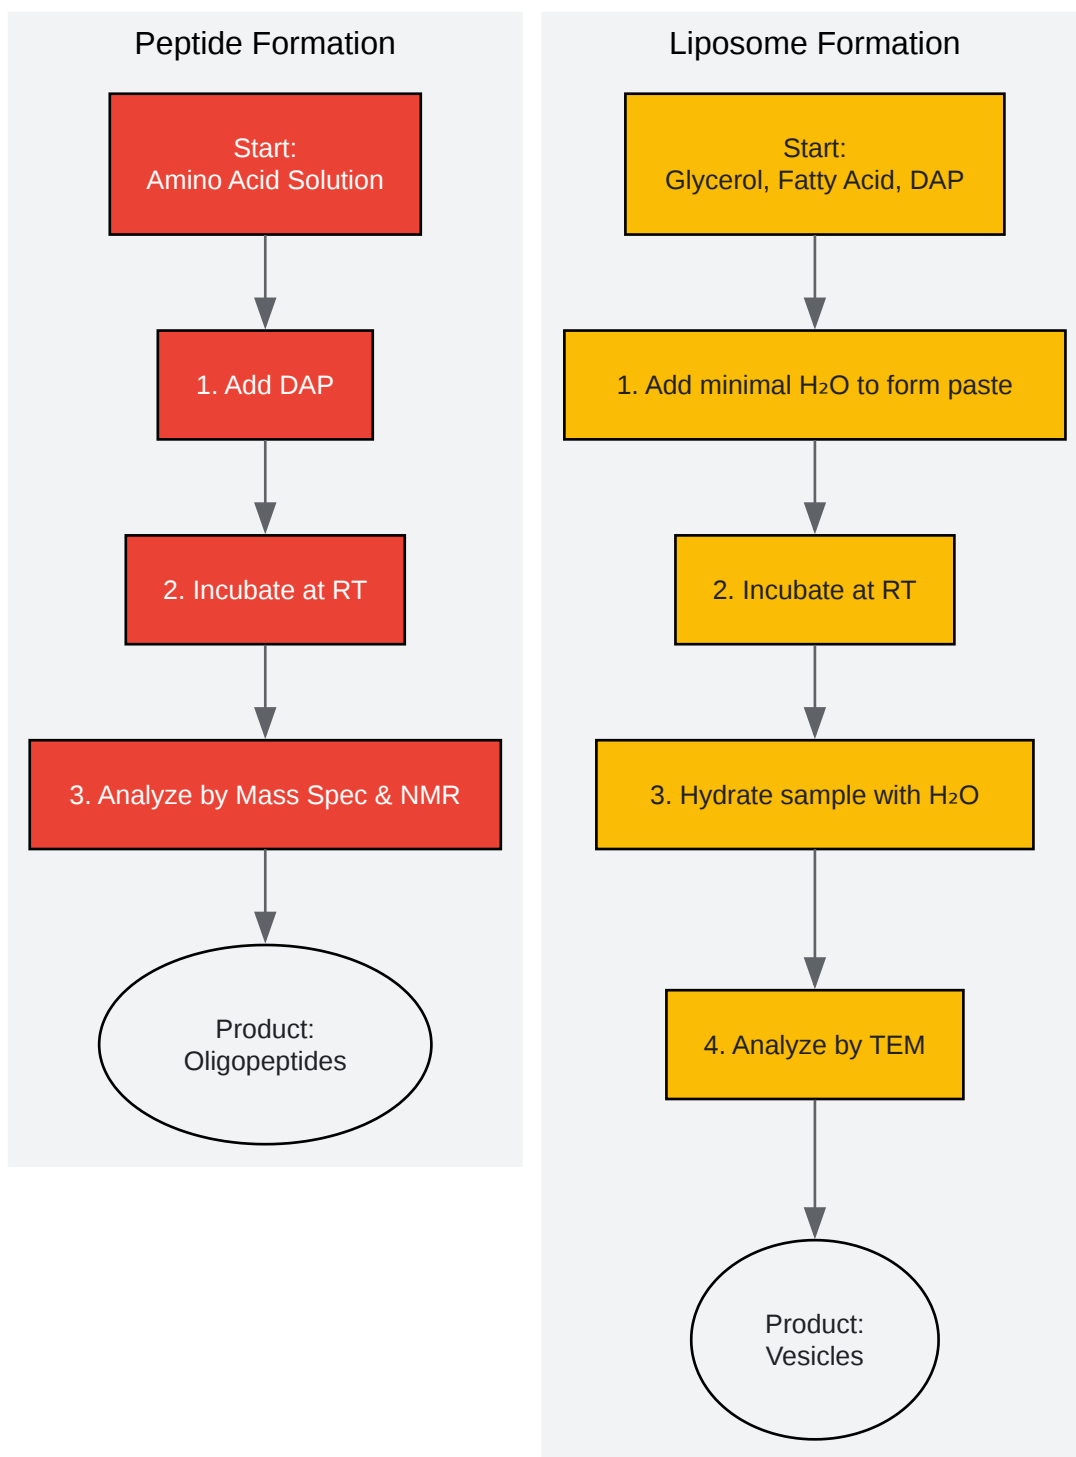 Peptide Formation
Start:
Amino Acid Solution
1. Add DAP
2. Incubate at RT
3. Analyze by Mass Spec & NMR
Product:
Oligopeptides
Liposome Formation
Start:
Glycerol, Fatty Acid, DAP
1. Add minimal H₂O to form paste
2. Incubate at RT
3. Hydrate sample with H₂O
4. Analyze by TEM
Product:
Vesicles